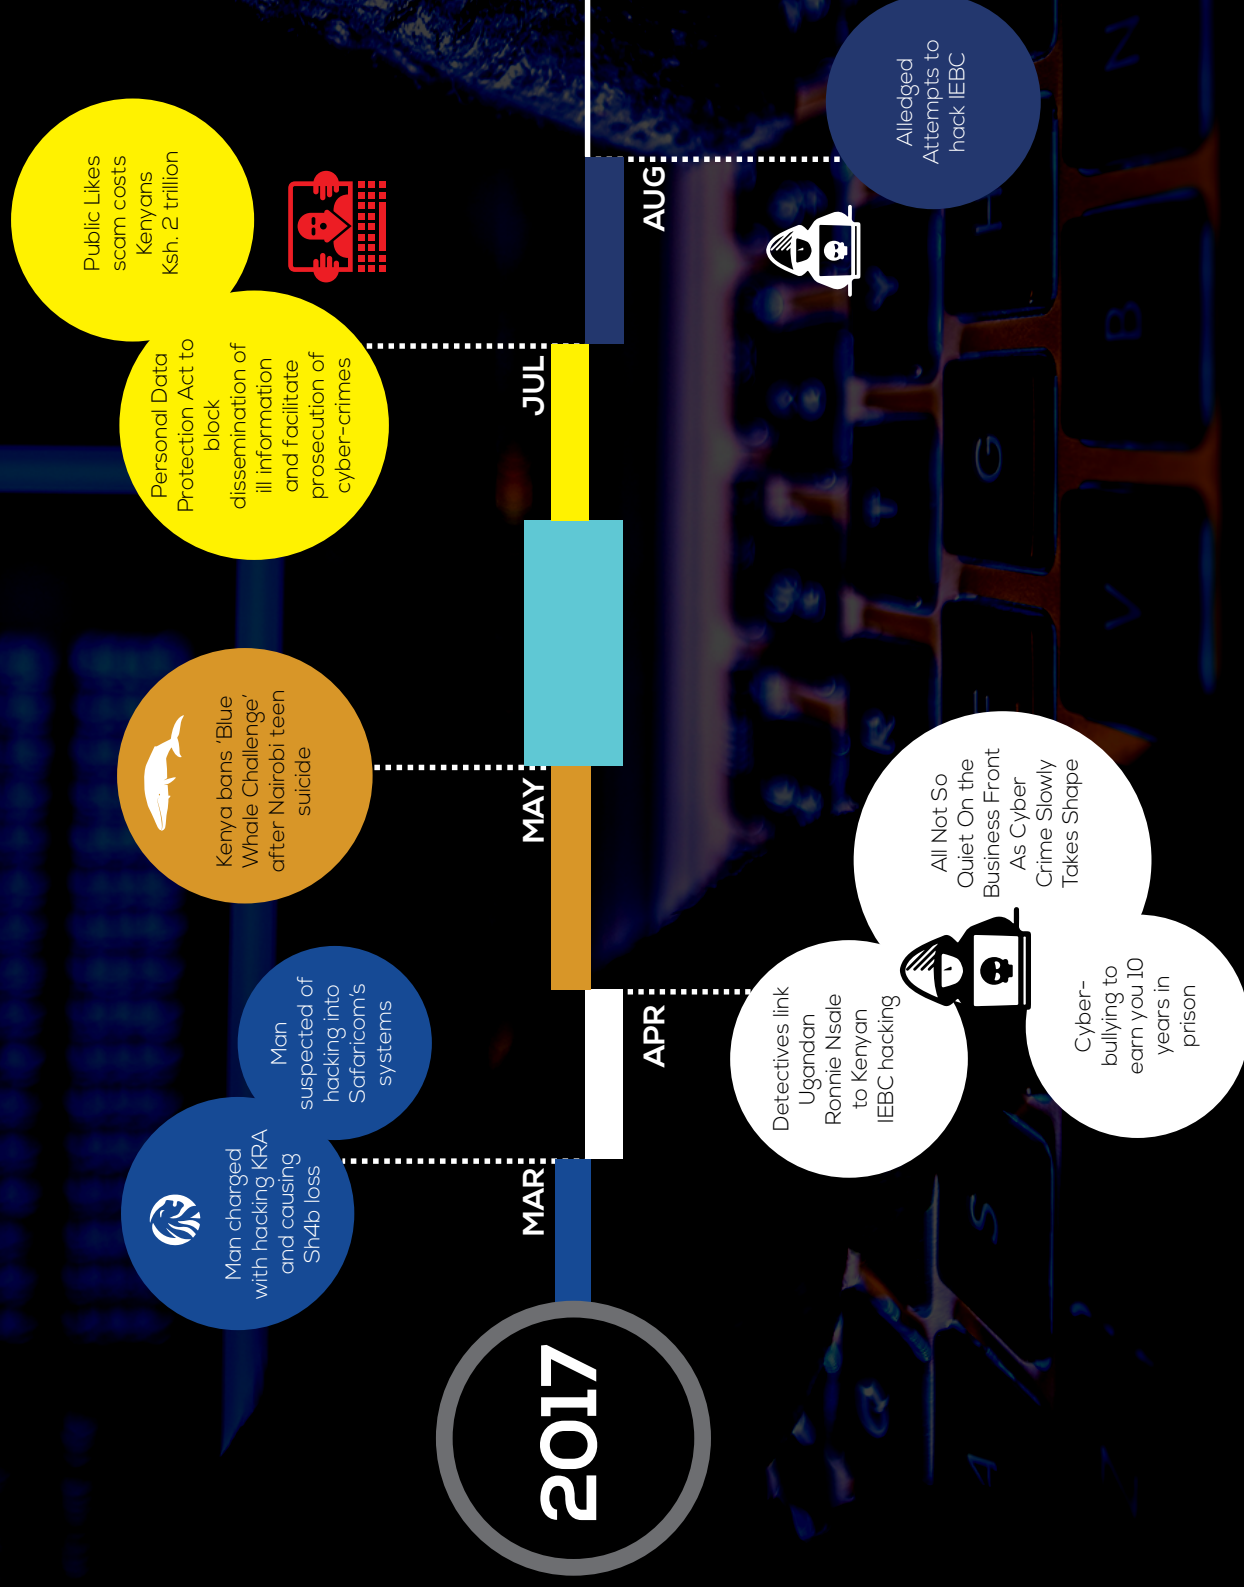 2017
MAR
Man charged
with hacking KRA
and causing
Sh4b loss
Man
suspected of
hacking into
Safaricom's
systems
APR
Detectives link
Ugandan
Ronnie Nsale
to Kenyan
IEBC hacking
Cyber-
bullying to
earn you 10
years in
prison
All Not So
Quiet On the
Business Front
As Cyber
Crime Slowly
Takes Shape
MAY
Kenya bans 'Blue
Whale Challenge'
after Nairobi teen
suicide
JUL
Personal Data
Protection Act to
block
dissemination of
ill information
and facilitate
prosecution of
cyber-crimes
Public Likes
scam costs
Kenyans
Ksh. 2 trillion
AUG
Alledged
Attempts to
hack IEBC